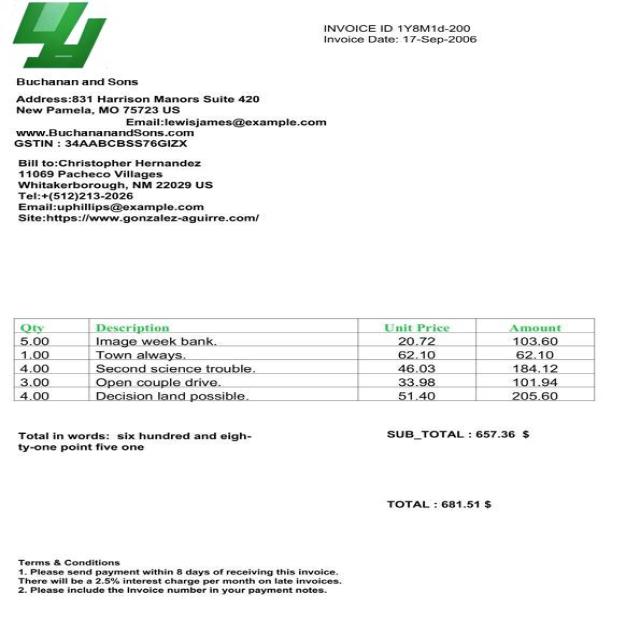 INVOICE ID 1Y8M1d-200
Invoice Date: 17-Sep-2006
Buchanan and Sons
Address:831 Harrison Manors Suite 420
New Pamela, MO 75723 US
Email:lewisjames@example.com
www.BuchananandSons.com
GSTIN : 34AABCBSS76GIZX
Bill to:Christopher Hernandez
11069 Pacheco Villages
Whitakerborough, NM 22029 US
Tel:+(512)213-2026
Email:uphillips@example.com
Site:https://www.gonzalez-aguirre.com/
Qty Description Unit Price Amount
5.00 Image week bank. 20.72 103.60
1.00 Town always. 62.10 62.10
4.00 Second science trouble. 46.03 184.12
3.00 Open couple drive. 33.98 101.94
4.00 Decision land possible. 51.40 205.60
Total in words: six hundred and eigh-
ty-one point five one
SUB_TOTAL : 657.36 $
TOTAL : 681.51 $
Terms & Conditions
1. Please send payment within 8 days of receiving this invoice.
There will be a 2.5% interest charge per month on late invoices.
2. Please include the Invoice number in your payment notes.